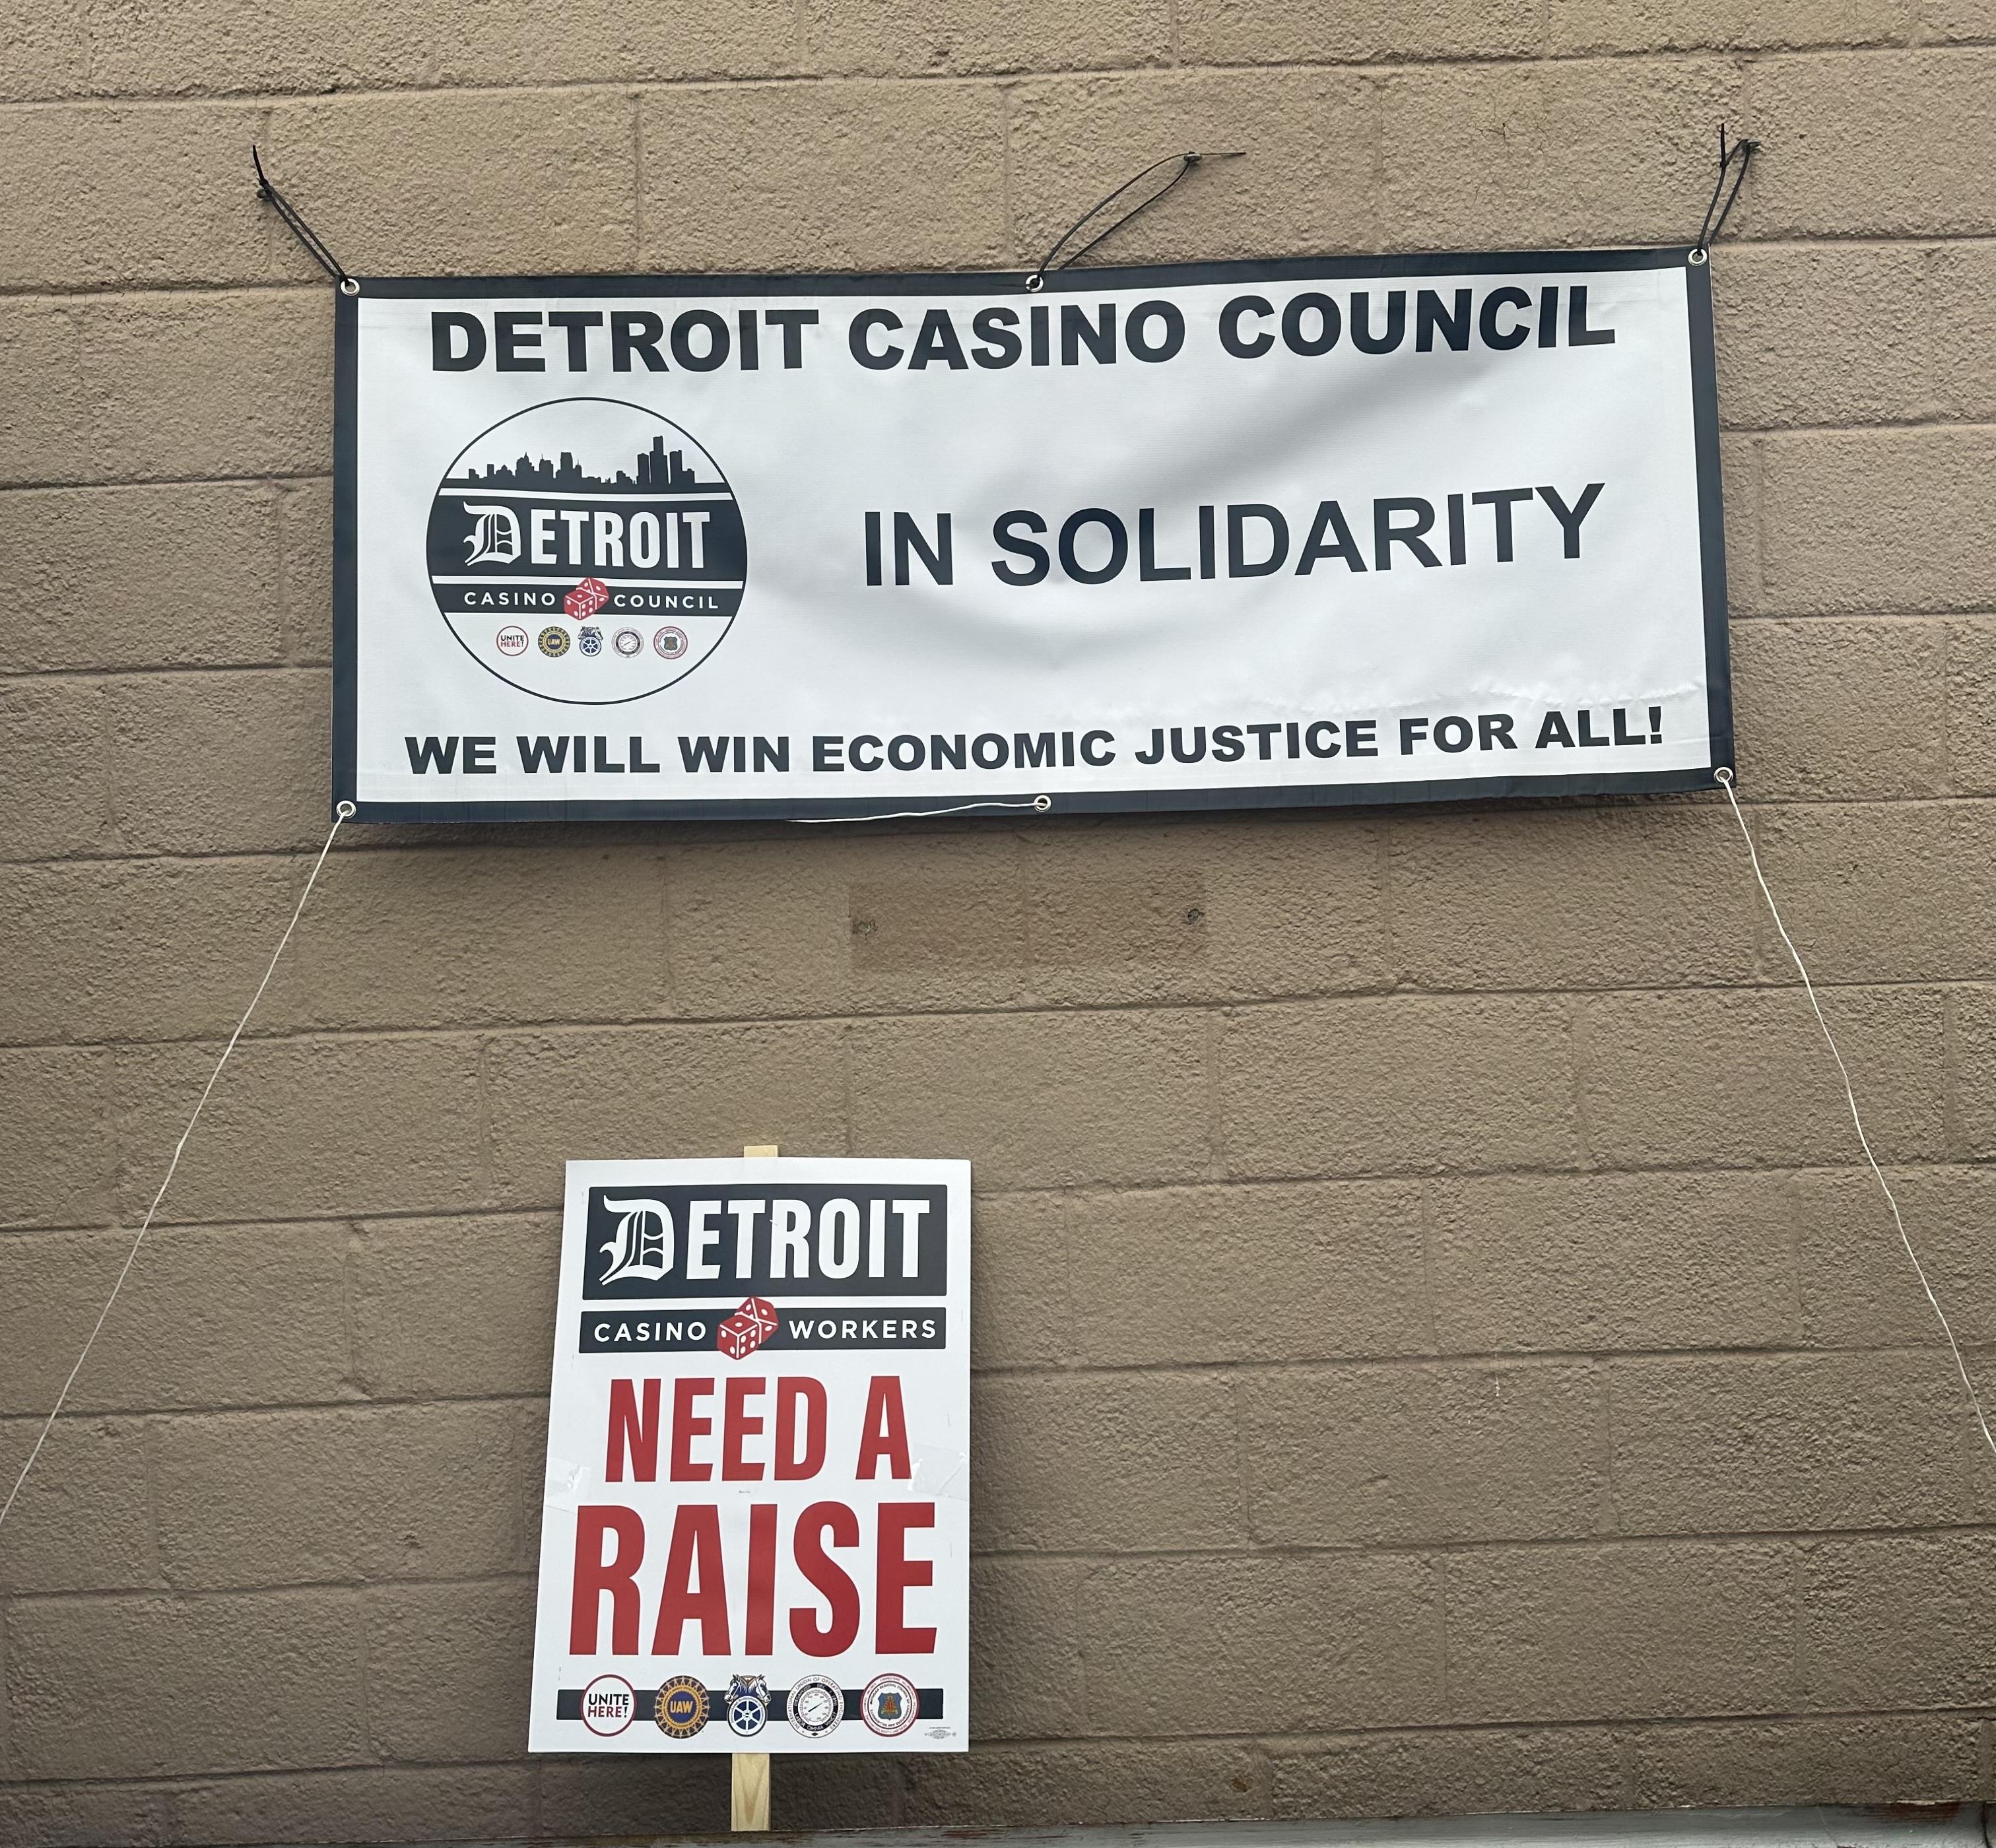 DETROIT CASINO COUNCIL
DETROIT
CASINO COUNCIL
UNITE HERE!
UAW
IN SOLIDARITY
WE WILL WIN ECONOMIC JUSTICE FOR ALL!
DETROIT
CASINO WORKERS
NEED A
RAISE
UNITE
HERE!
UAW